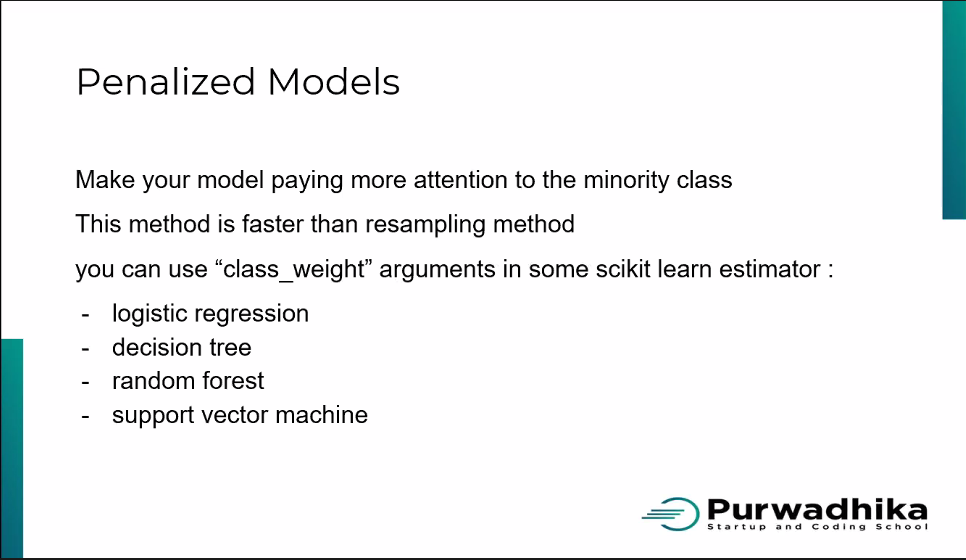 Penalized Models
Make your model paying more attention to the minority class
This method is faster than resampling method
you can use “class_weight” arguments in some scikit learn estimator :
- logistic regression
- decision tree
- random forest
- support vector machine
Purwadhika
Startup and Coding School